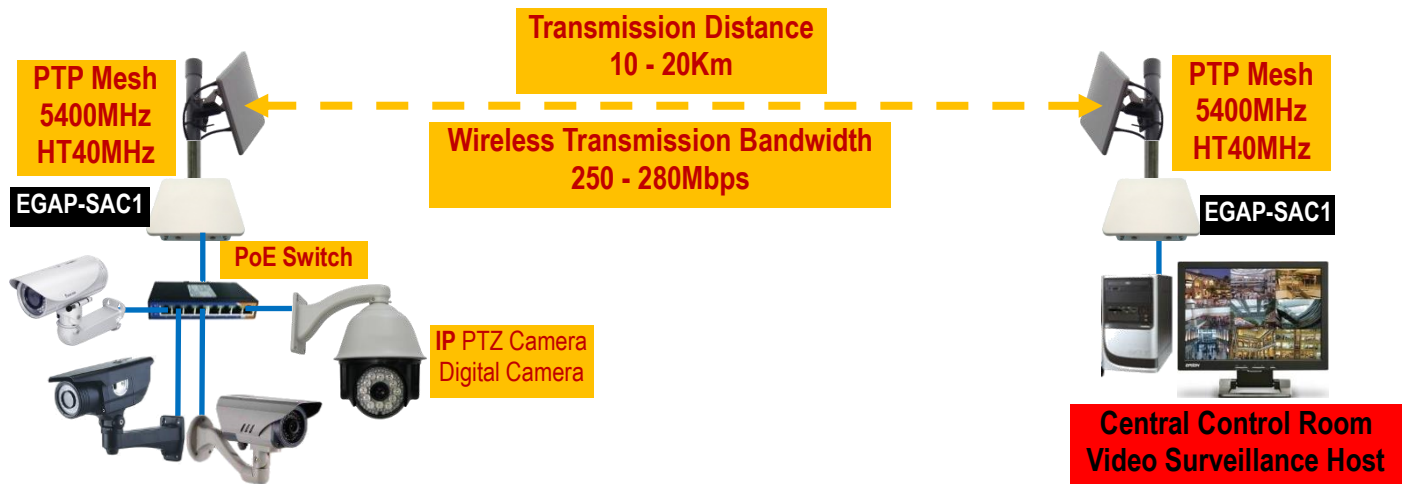 Transmission Distance
10 - 20Km
PTP Mesh
5400MHz
HT40MHz
Wireless Transmission Bandwidth
250 - 280Mbps
PTP Mesh
5400MHz
HT40MHz
EGAP-SAC1
EGAP-SAC1
PoE Switch
IP PTZ Camera
Digital Camera
EPSON
Central Control Room
Video Surveillance Host